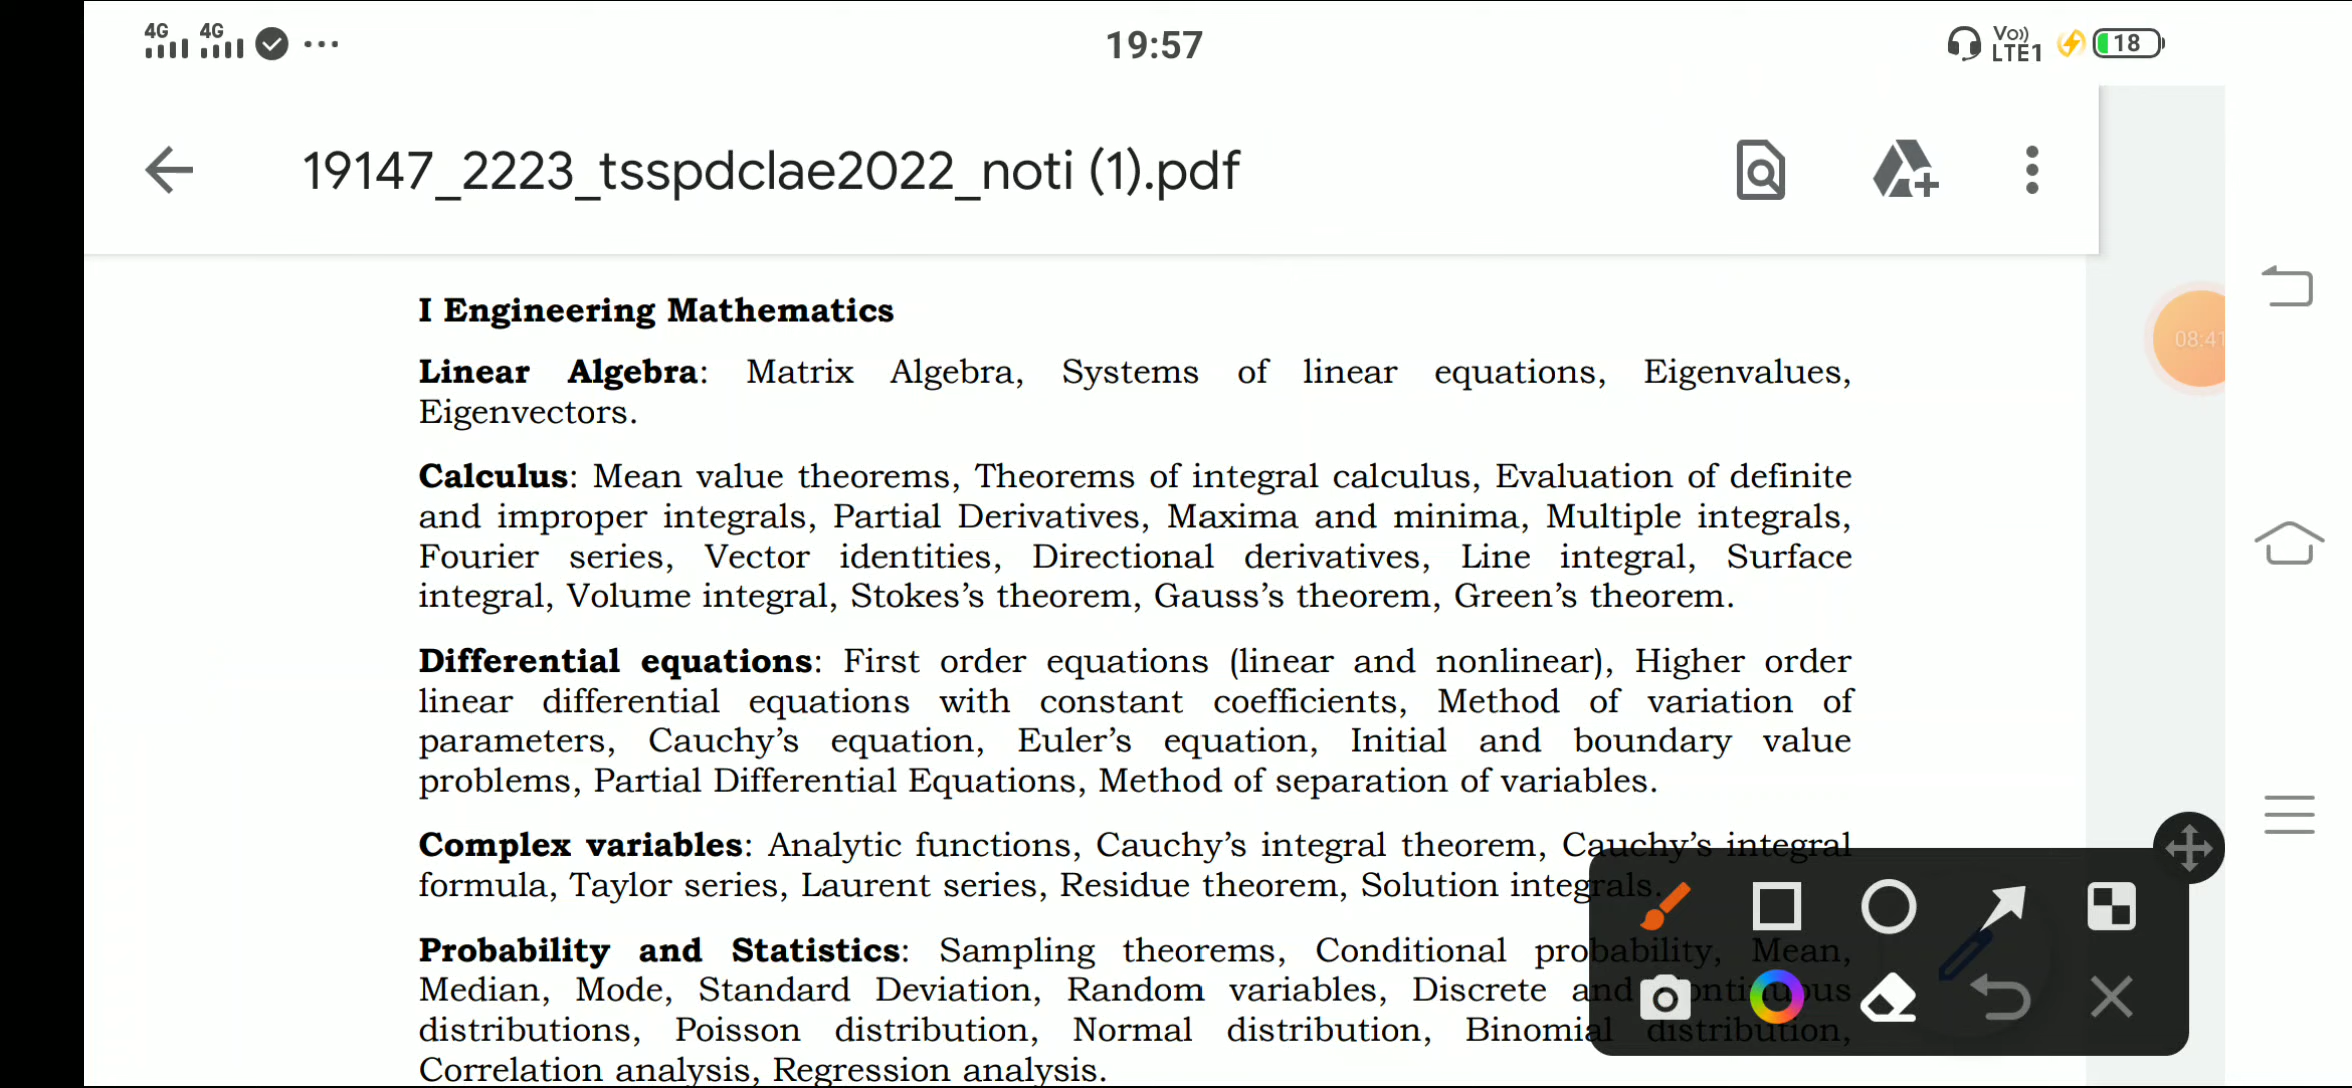 4G 4G 19:57 Vo)) LTE1 18
19147_2223_tsspdclae2022_noti (1).pdf
08:41
I Engineering Mathematics
Linear Algebra: Matrix Algebra, Systems of linear equations, Eigenvalues,
Eigenvectors.
Calculus: Mean value theorems, Theorems of integral calculus, Evaluation of definite
and improper integrals, Partial Derivatives, Maxima and minima, Multiple integrals,
Fourier series, Vector identities, Directional derivatives, Line integral, Surface
integral, Volume integral, Stokes’s theorem, Gauss’s theorem, Green’s theorem.
Differential equations: First order equations (linear and nonlinear), Higher order
linear differential equations with constant coefficients, Method of variation of
parameters, Cauchy’s equation, Euler’s equation, Initial and boundary value
problems, Partial Differential Equations, Method of separation of variables.
Complex variables: Analytic functions, Cauchy’s integral theorem, Cauchy’s integral
formula, Taylor series, Laurent series, Residue theorem, Solution integrals.
Probability and Statistics: Sampling theorems, Conditional probability, Mean,
Median, Mode, Standard Deviation, Random variables, Discrete and continuous
distributions, Poisson distribution, Normal distribution, Binomial distribution,
Correlation analysis, Regression analysis.